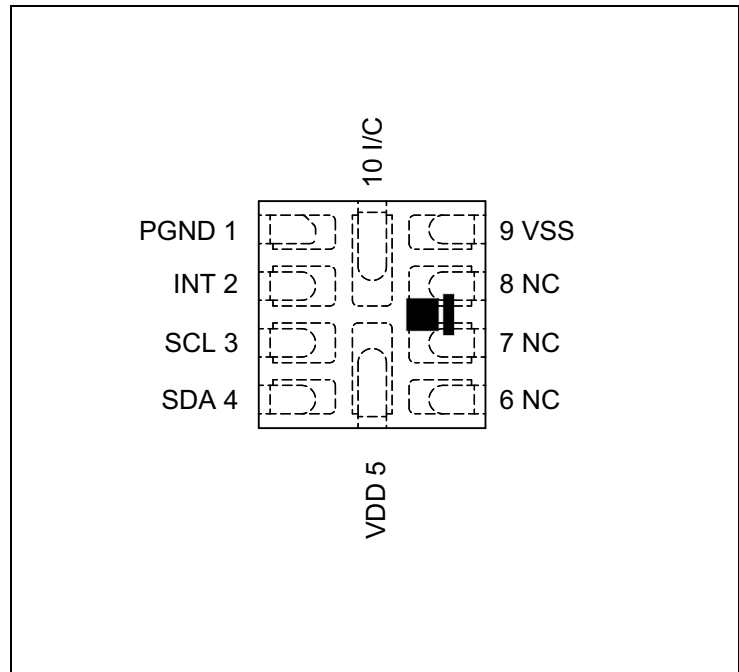 10 I/C
PGND 1
9 VSS
INT 2
8 NC
SCL 3
7 NC
SDA 4
6 NC
VDD 5